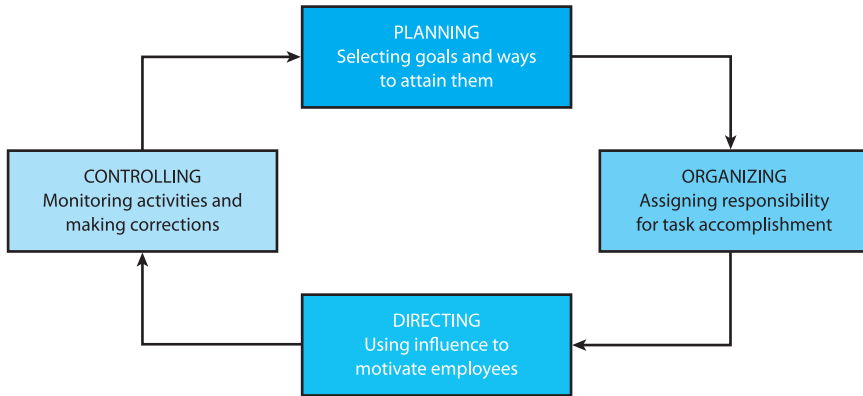 PLANNING
Selecting goals and ways
to attain them
CONTROLLING
Monitoring activities and
making corrections
ORGANIZING
Assigning responsibility
for task accomplishment
DIRECTING
Using influence to
motivate employees